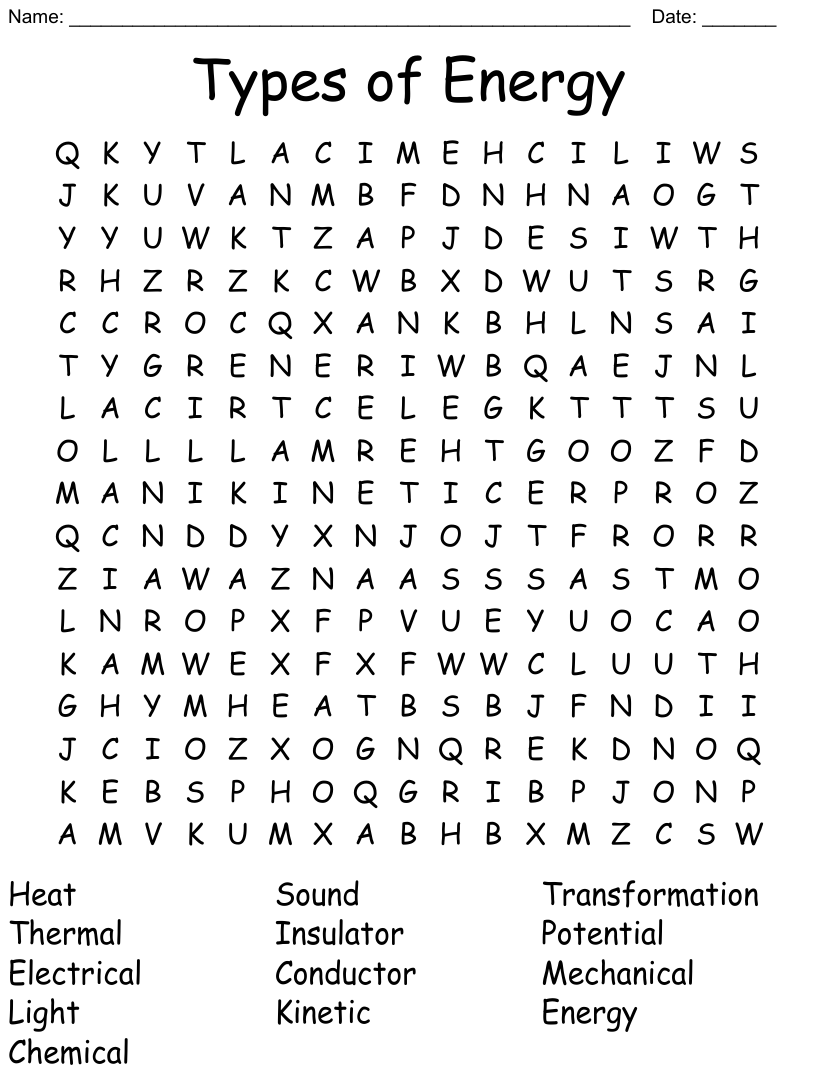 Name: ______________________________________________________ Date: _______
Types of Energy
Q K Y T L A C I M E H C I L I W S
J K U V A N M B F D N H N A O G T
Y Y U W K T Z A P J D E S I W T H
R H Z R Z K C W B X D W U T S R G
C C R O C Q X A N K B H L N S A I
T Y G R E N E R I W B Q A E J N L
L A C I R T C E L E G K T T T S U
O L L L L A M R E H T G O O Z F D
M A N I K I N E T I C E R P R O Z
Q C N D D Y X N J O J T F R O R R
Z I A W A Z N A A S S S A S T M O
L N R O P X F P V U E Y U O C A O
K A M W E X F X F W W C L U U T H
G H Y M H E A T B S B J F N D I I
J C I O Z X O G N Q R E K D N O Q
K E B S P H O Q G R I B P J O N P
A M V K U M X A B H B X M Z C S W
Heat Sound Transformation
Thermal Insulator Potential
Electrical Conductor Mechanical
Light Kinetic Energy
Chemical